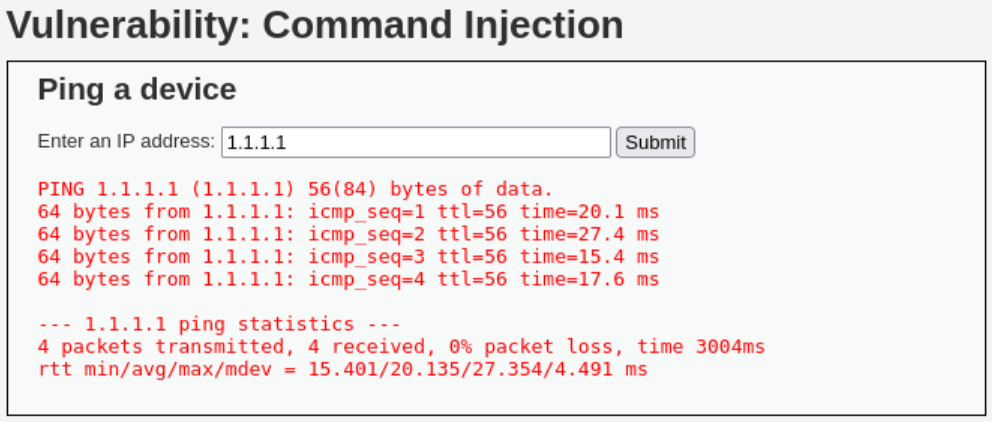 Vulnerability: Command Injection
Ping a device
Enter an IP address: 1.1.1.1 Submit
PING 1.1.1.1 (1.1.1.1) 56(84) bytes of data.
64 bytes from 1.1.1.1: icmp_seq=1 ttl=56 time=20.1 ms
64 bytes from 1.1.1.1: icmp_seq=2 ttl=56 time=27.4 ms
64 bytes from 1.1.1.1: icmp_seq=3 ttl=56 time=15.4 ms
64 bytes from 1.1.1.1: icmp_seq=4 ttl=56 time=17.6 ms
--- 1.1.1.1 ping statistics ---
4 packets transmitted, 4 received, 0% packet loss, time 3004ms
rtt min/avg/max/mdev = 15.401/20.135/27.354/4.491 ms